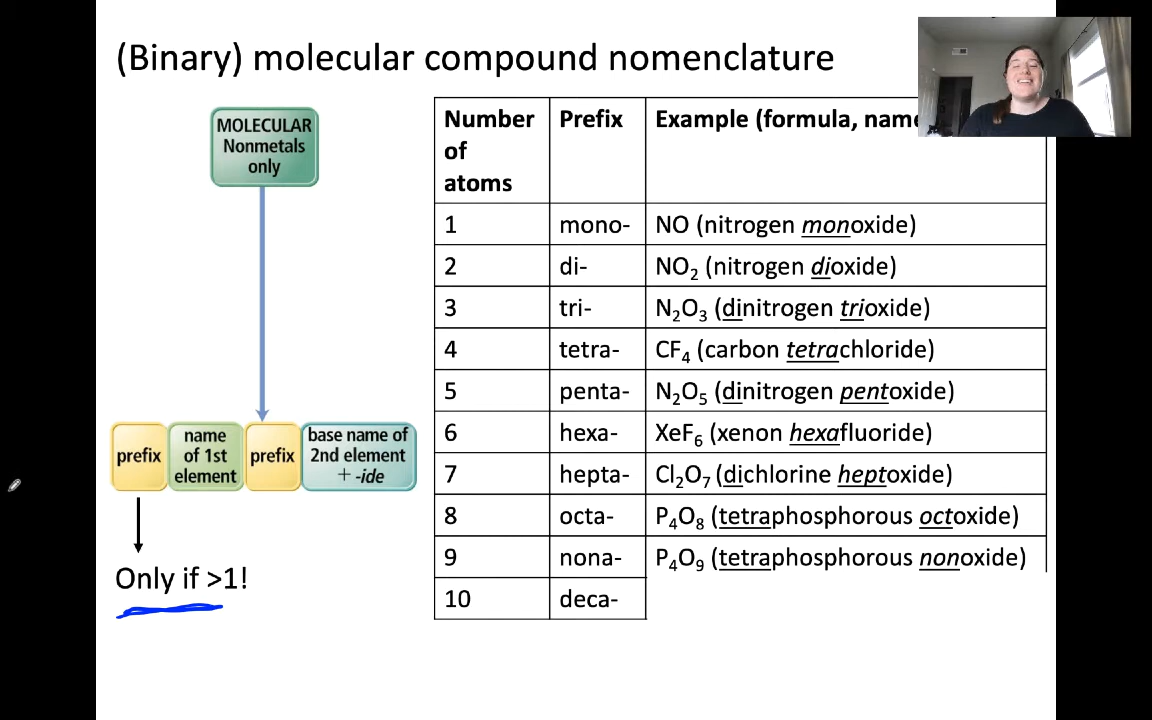 (Binary) molecular compound nomenclature
MOLECULAR
Nonmetals
only
prefix
name
of 1st
element
prefix
base name of
2nd element
+ -ide
Only if >1!
Number of atoms Prefix Example (formula, name
1 mono- NO (nitrogen monoxide)
2 di- NO₂ (nitrogen dioxide)
3 tri- N₂O₃ (dinitrogen trioxide)
4 tetra- CF₄ (carbon tetrachloride)
5 penta- N₂O₅ (dinitrogen pentoxide)
6 hexa- XeF₆ (xenon hexafluoride)
7 hepta- Cl₂O₇ (dichlorine heptoxide)
8 octa- P₄O₈ (tetraphosphorous octoxide)
9 nona- P₄O₉ (tetraphosphorous nonoxide)
10 deca-